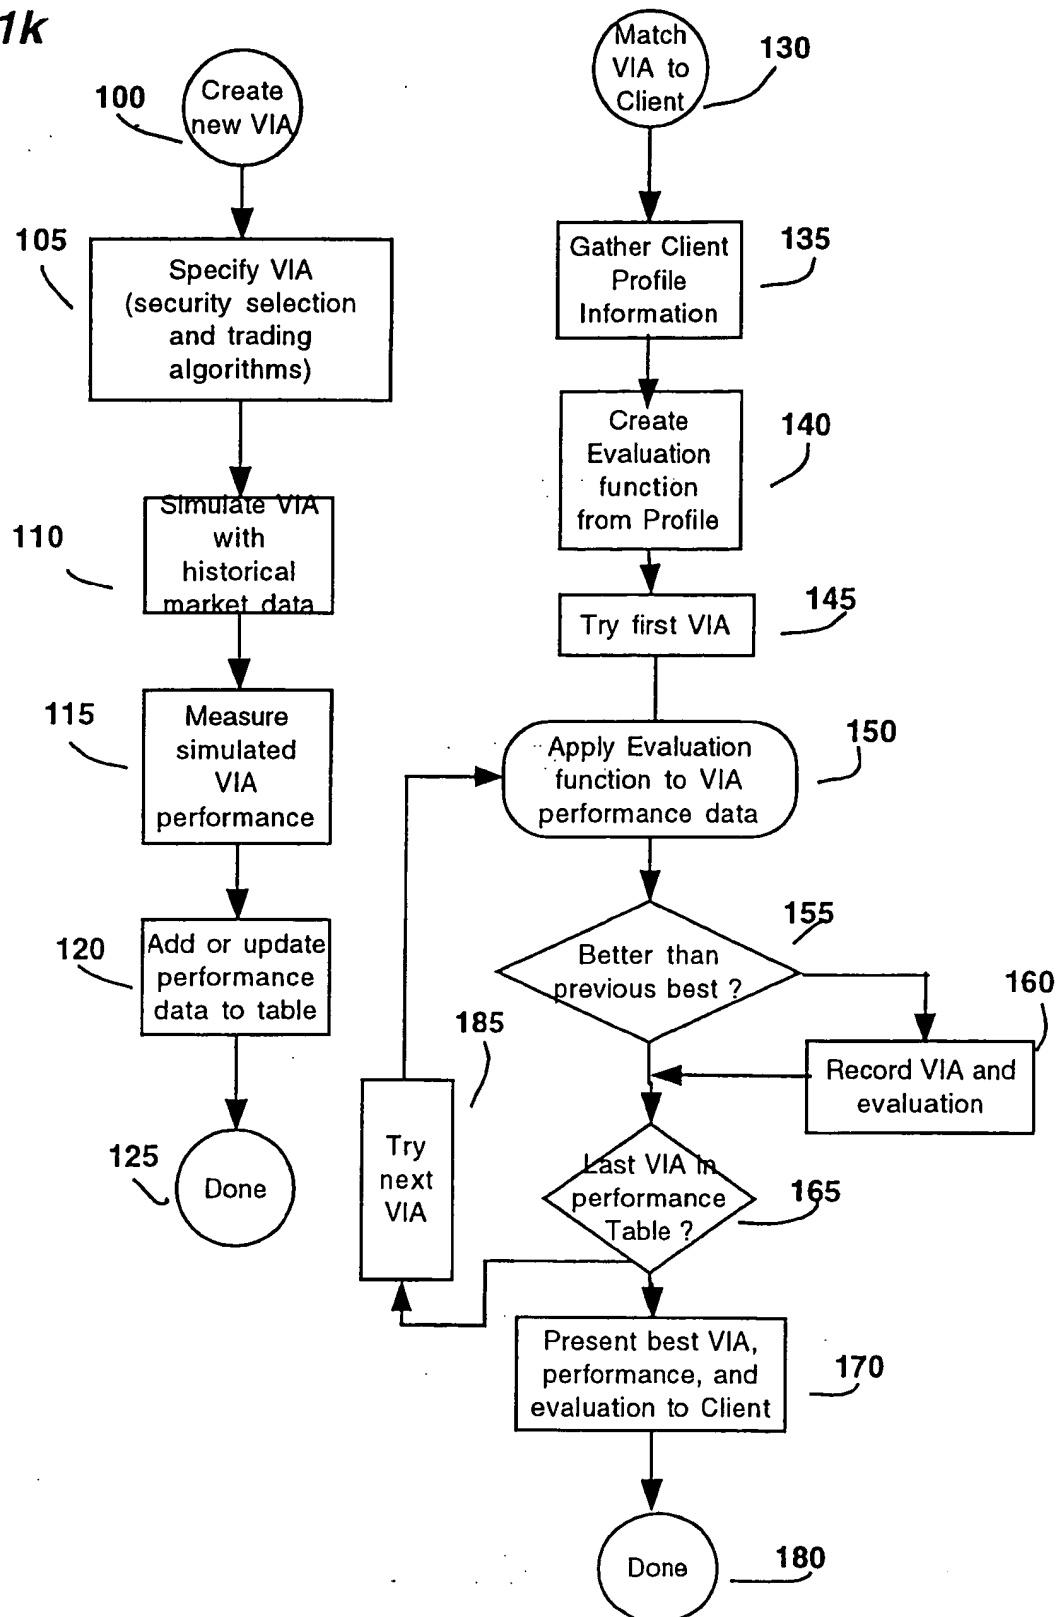 1k
100
Create
new VIA
105
Specify VIA
(security selection
and trading
algorithms)
110
Simulate VIA
with
historical
market data
115
Measure
simulated
VIA
performance
120
Add or update
performance
data to table
125
Done
130
Match
VIA to
Client
135
Gather Client
Profile
Information
140
Create
Evaluation
function
from Profile
145
Try first VIA
150
Apply Evaluation
function to VIA
performance data
155
Better than
previous best ?
160
Record VIA and
evaluation
185
Try
next
VIA
165
Last VIA in
performance
Table ?
170
Present best VIA,
performance, and
evaluation to Client
180
Done